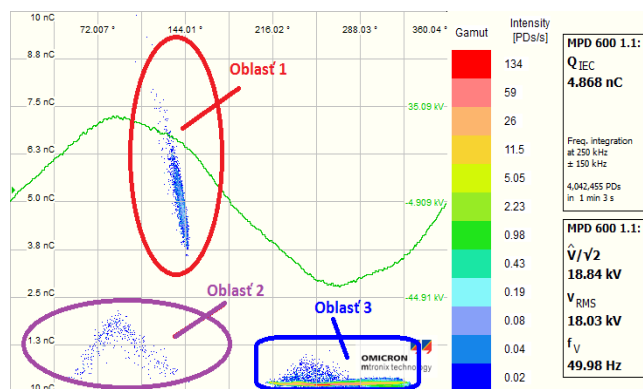 10 nC
72.007 °
144.01 °
216.02 °
288.03 °
360.04 °
8.8 nC
7.5 nC
6.3 nC
5.0 nC
3.8 nC
2.5 nC
1.3 nC
10 nC
35.09 kV
-4.909 kV
-44.91 kV
Oblasť 1
Oblasť 2
Oblasť 3
OMICRON
mtronix technology
Gamut
Intensity
[PDs/s]
134
59
26
11.5
5.05
2.23
0.98
0.43
0.19
0.08
0.04
0.02
MPD 600 1.1:
Q IEC
4.868 nC
Freq. integration
at 250 kHz
± 150 kHz
4,042,455 PDs
in 1 min 3 s
MPD 600 1.1:
V̂/√2
18.84 kV
V RMS
18.03 kV
f V
49.98 Hz